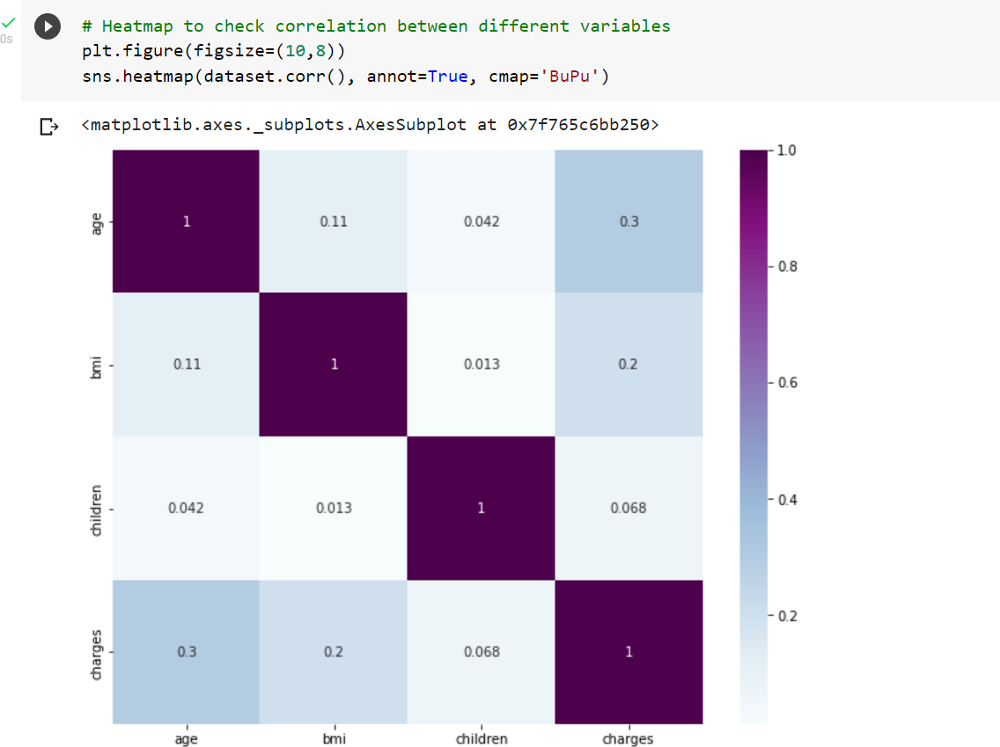 # Heatmap to check correlation between different variables
0s
plt.figure(figsize=(10,8))
sns.heatmap(dataset.corr(), annot=True, cmap='BuPu')
<matplotlib.axes._subplots.AxesSubplot at 0x7f765c6bb250>
1.0
age
1 0.11 0.042 0.3
0.8
bmi
0.11 1 0.013 0.2
0.6
children
0.042 0.013 1 0.068
0.4
0.2
charges
0.3 0.2 0.068 1
age bmi children charges